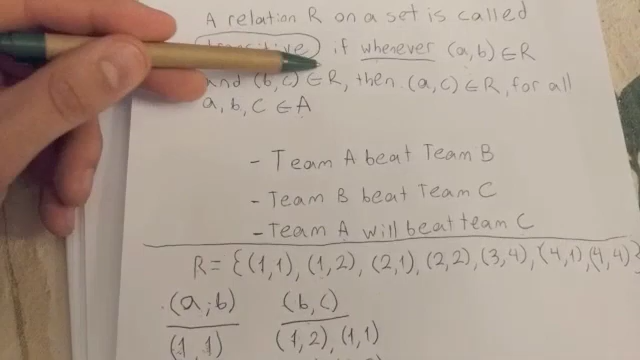 A relation R on a set is called
transitive if whenever (a,b) ∈ R
and (b,c) ∈ R, then (a,c) ∈ R, for all
a, b, c ∈ A
- Team A beat Team B
- Team B beat Team C
- Team A will beat team C
R = {(1,1), (1,2), (2,1), (2,2), (3,4), (4,1), (4,4)}
(a,b) (b,c)
(1,1) (1,2), (1,1)